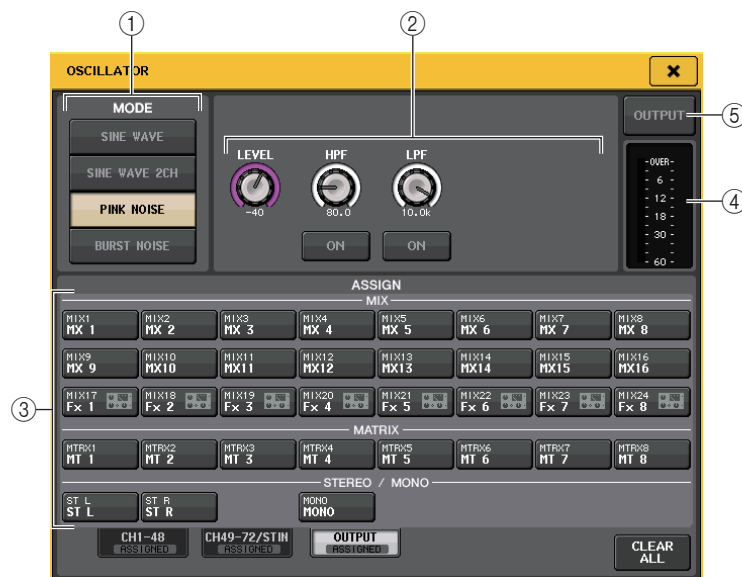 ① ②
OSCILLATOR ×
MODE
SINE WAVE
SINE WAVE 2CH
PINK NOISE
BURST NOISE
LEVEL HPF LPF
-40 80.0 10.0k
ON ON
OUTPUT ⑤
-OVER-
- 6 -
- 12 -
- 18 -
- 30 -
- 60 -
④
③
ASSIGN
MIX
MIX1 MIX2 MIX3 MIX4 MIX5 MIX6 MIX7 MIX8
MX 1 MX 2 MX 3 MX 4 MX 5 MX 6 MX 7 MX 8
MIX9 MIX10 MIX11 MIX12 MIX13 MIX14 MIX15 MIX16
MX 9 MX10 MX11 MX12 MX13 MX14 MX15 MX16
MIX17 MIX18 MIX19 MIX20 MIX21 MIX22 MIX23 MIX24
Fx 1 Fx 2 Fx 3 Fx 4 Fx 5 Fx 6 Fx 7 Fx 8
MATRIX
MTRX1 MTRX2 MTRX3 MTRX4 MTRX5 MTRX6 MTRX7 MTRX8
MT 1 MT 2 MT 3 MT 4 MT 5 MT 6 MT 7 MT 8
STEREO / MONO
ST L ST R MONO
ST L ST R MONO
CH1-48 CH49-72/STIN OUTPUT
ASSIGNED ASSIGNED ASSIGNED
CLEAR
ALL